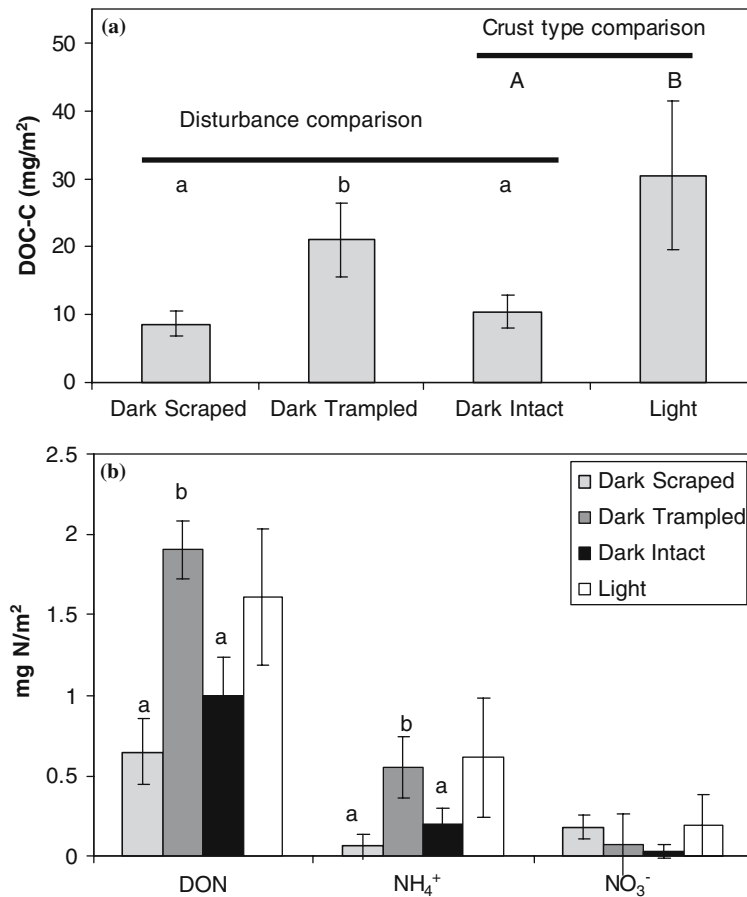 (a)
Crust type comparison
A B
Disturbance comparison
a b a
DOC-C (mg/m²)
50
40
30
20
10
0
Dark Scraped Dark Trampled Dark Intact Light
(b)
Dark Scraped
Dark Trampled
Dark Intact
Light
mg N/m²
2.5
2
1.5
1
0.5
0
a b a
a b a
DON NH₄⁺ NO₃⁻